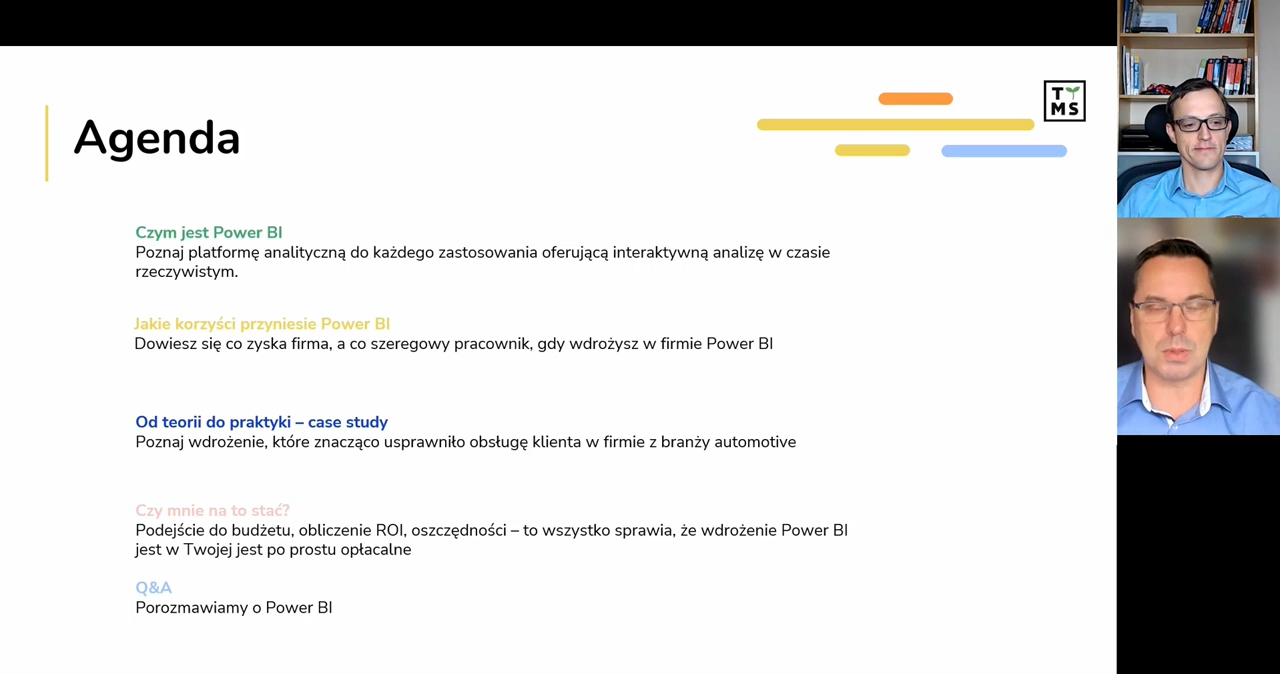 Agenda
TMS
Czym jest Power BI
Poznaj platformę analityczną do każdego zastosowania oferującą interaktywną analizę w czasie
rzeczywistym.
Jakie korzyści przyniesie Power BI
Dowiesz się co zyska firma, a co szeregowy pracownik, gdy wdrożysz w firmie Power BI
Od teorii do praktyki – case study
Poznaj wdrożenie, które znacząco usprawniło obsługę klienta w firmie z branży automotive
Czy mnie na to stać?
Podejście do budżetu, obliczenie ROI, oszczędności – to wszystko sprawia, że wdrożenie Power BI
jest w Twojej jest po prostu opłacalne
Q&A
Porozmawiamy o Power BI